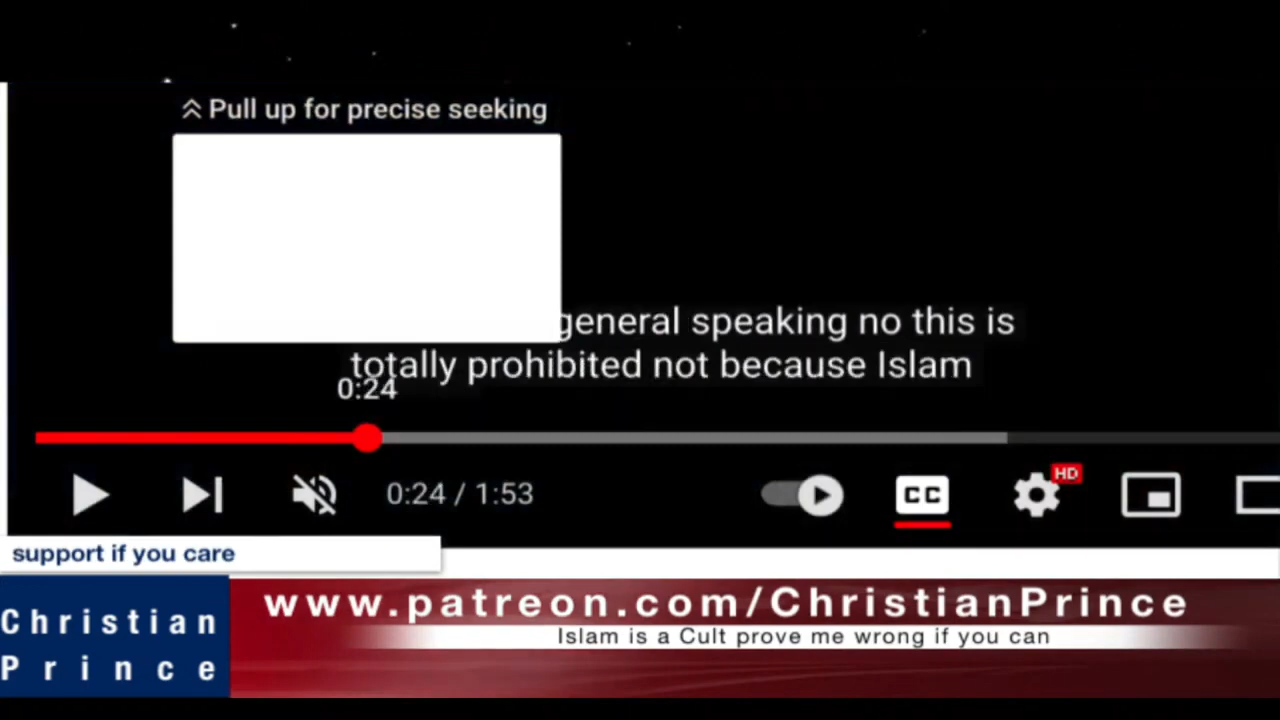 Pull up for precise seeking
general speaking no this is
totally prohibited not because Islam
0:24
0:24 / 1:53
CC
HD
support if you care
Christian
Prince
www.patreon.com/ChristianPrince
Islam is a Cult prove me wrong if you can